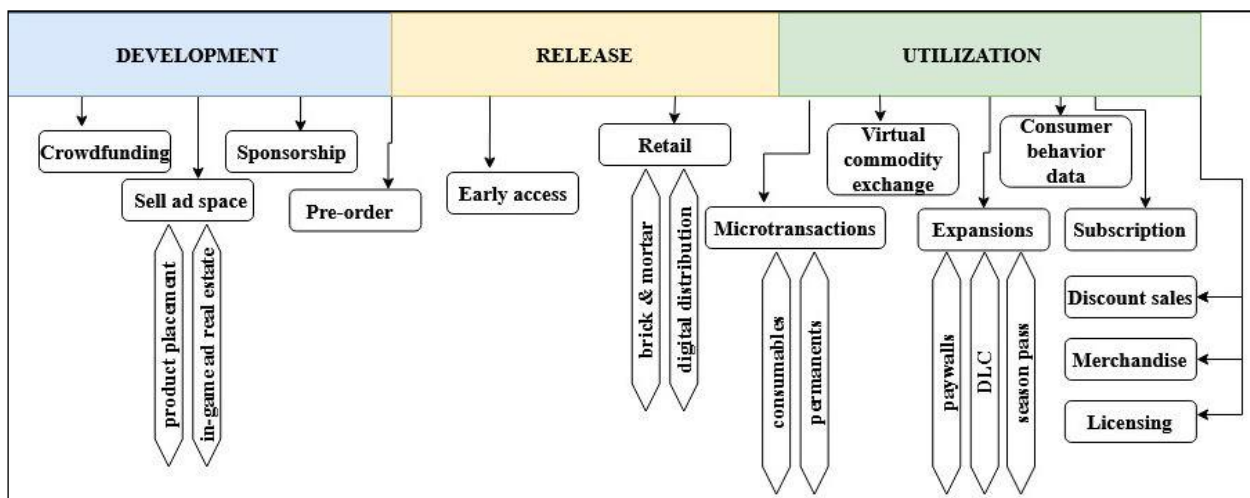 DEVELOPMENT
RELEASE
UTILIZATION
Crowdfunding
Sell ad space
product placement
in-game ad real estate
Sponsorship
Pre-order
Early access
Retail
brick & mortar
digital distribution
Microtransactions
consumables
permanents
Virtual
commodity
exchange
Expansions
paywalls
DLC
season pass
Consumer
behavior
data
Subscription
Discount sales
Merchandise
Licensing